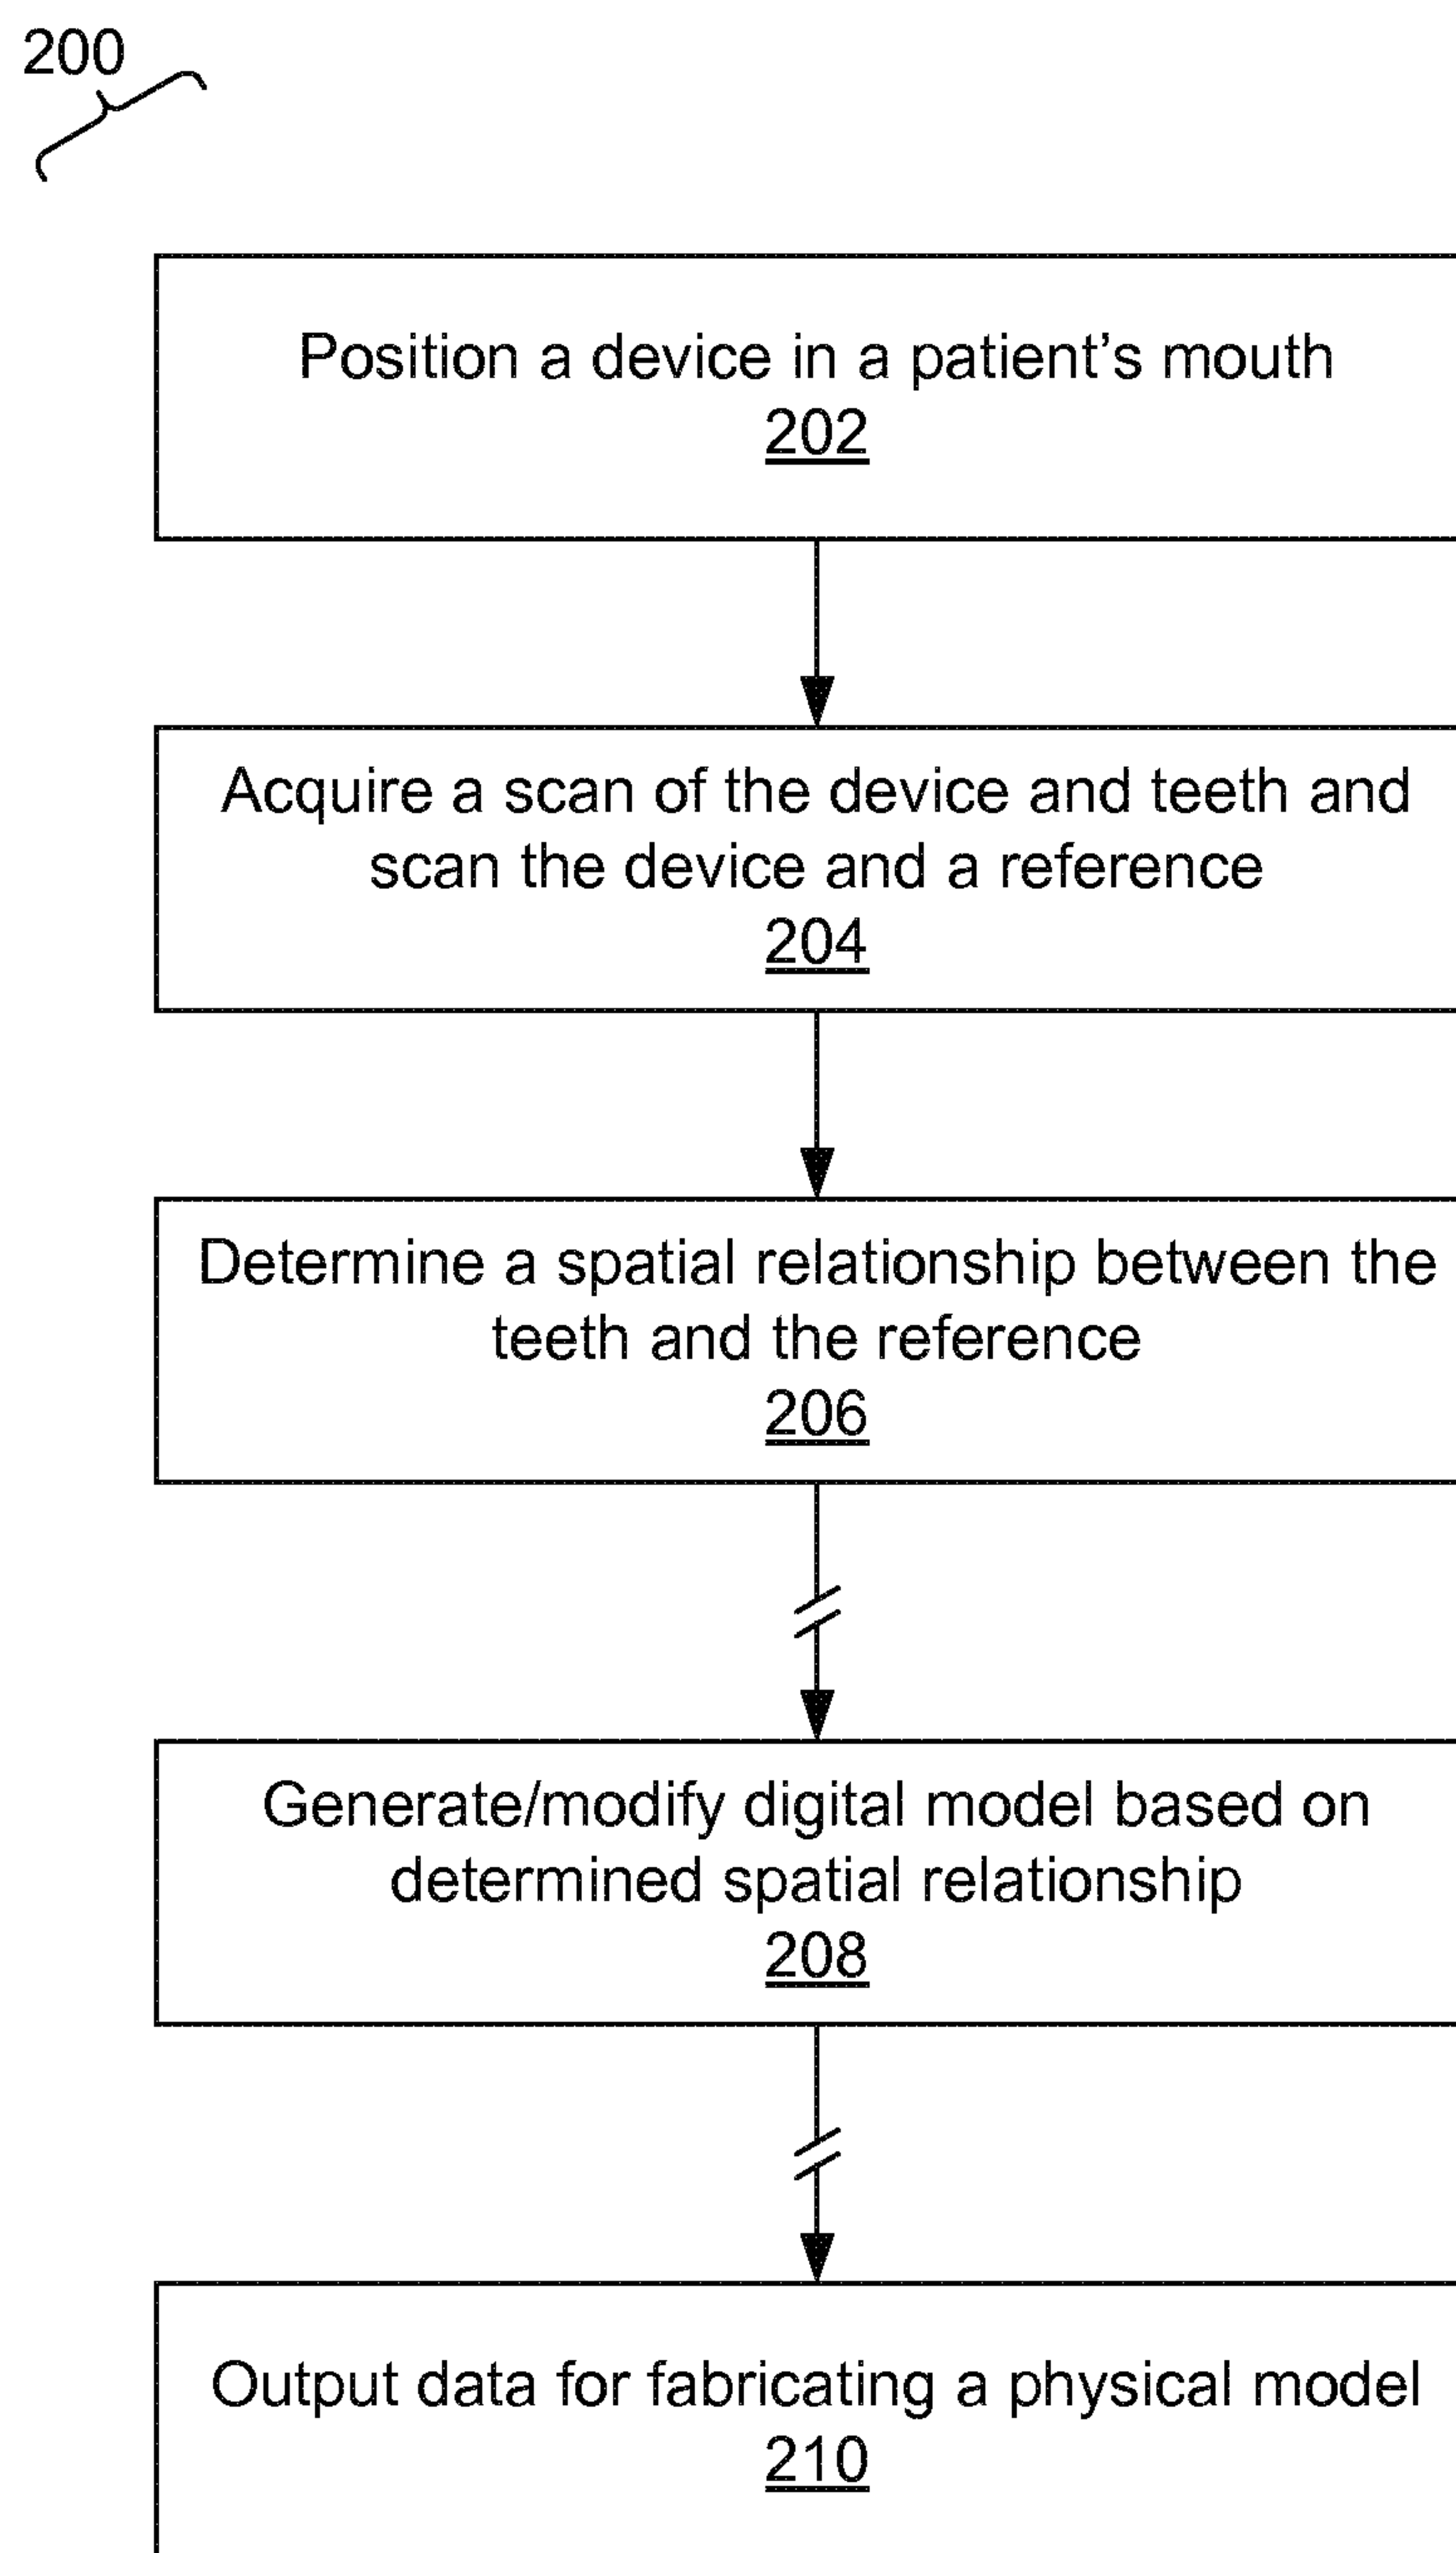 200
Position a device in a patient's mouth
202
Acquire a scan of the device and teeth and
scan the device and a reference
204
Determine a spatial relationship between the
teeth and the reference
206
Generate/modify digital model based on
determined spatial relationship
208
Output data for fabricating a physical model
210